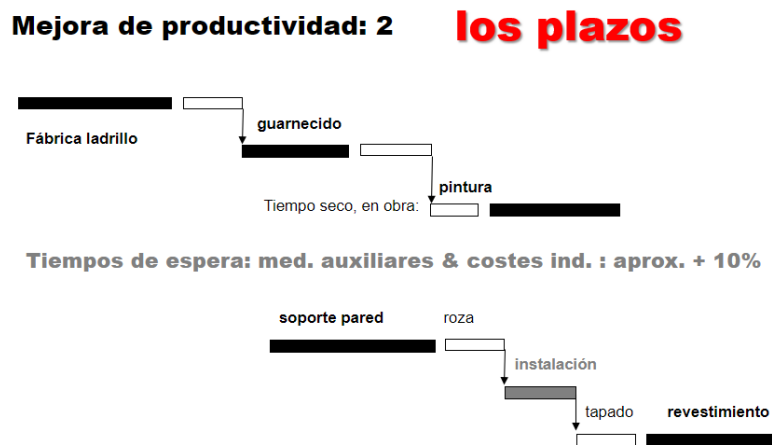 Mejora de productividad: 2 los plazos
Fábrica ladrillo
guarnecido
pintura
Tiempo seco, en obra:
Tiempos de espera: med. auxiliares & costes ind. : aprox. + 10%
soporte pared roza
instalación
tapado revestimiento